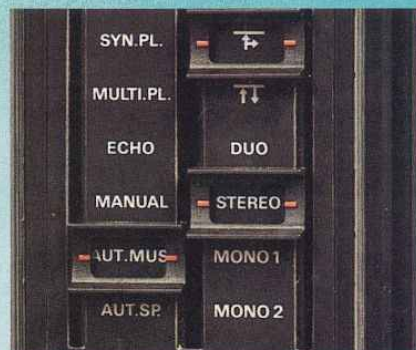 SYN.PL.
MULTI.PL.
ECHO
MANUAL
AUT.MUS
AUT.SP.
DUO
STEREO
MONO 1
MONO 2